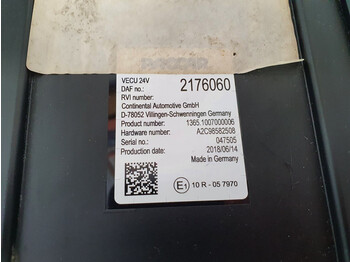 VECU 24V
DAF no.: 2176060
RVI number:
Continental Automotive GmbH
D-78052 Villingen-Schwenningen Germany
Product number: 1365.1007000006
Hardware number: A2C98582508
Serial no.: 047505
Production date: 2018/06/14
Made in Germany
E1 10 R - 05 7970